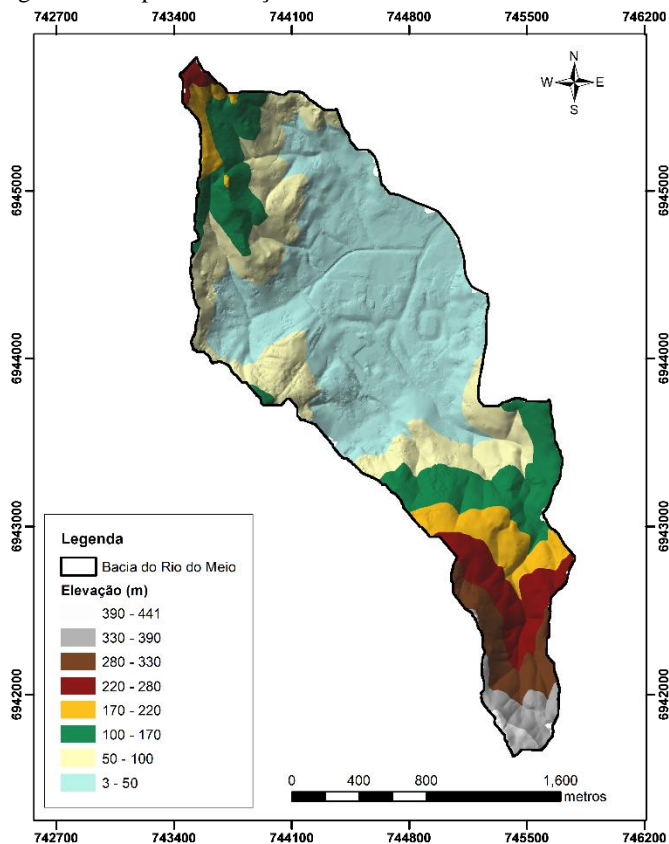 742700 743400 744100 744800 745500 746200
N
W E
S
6945000 6945000
6944000 6944000
6943000 6943000
6942000 6942000
Legenda
Bacia do Rio do Meio
Elevação (m)
390 - 441
330 - 390
280 - 330
220 - 280
170 - 220
100 - 170
50 - 100
3 - 50
0 400 800 1,600
metros
742700 743400 744100 744800 745500 746200